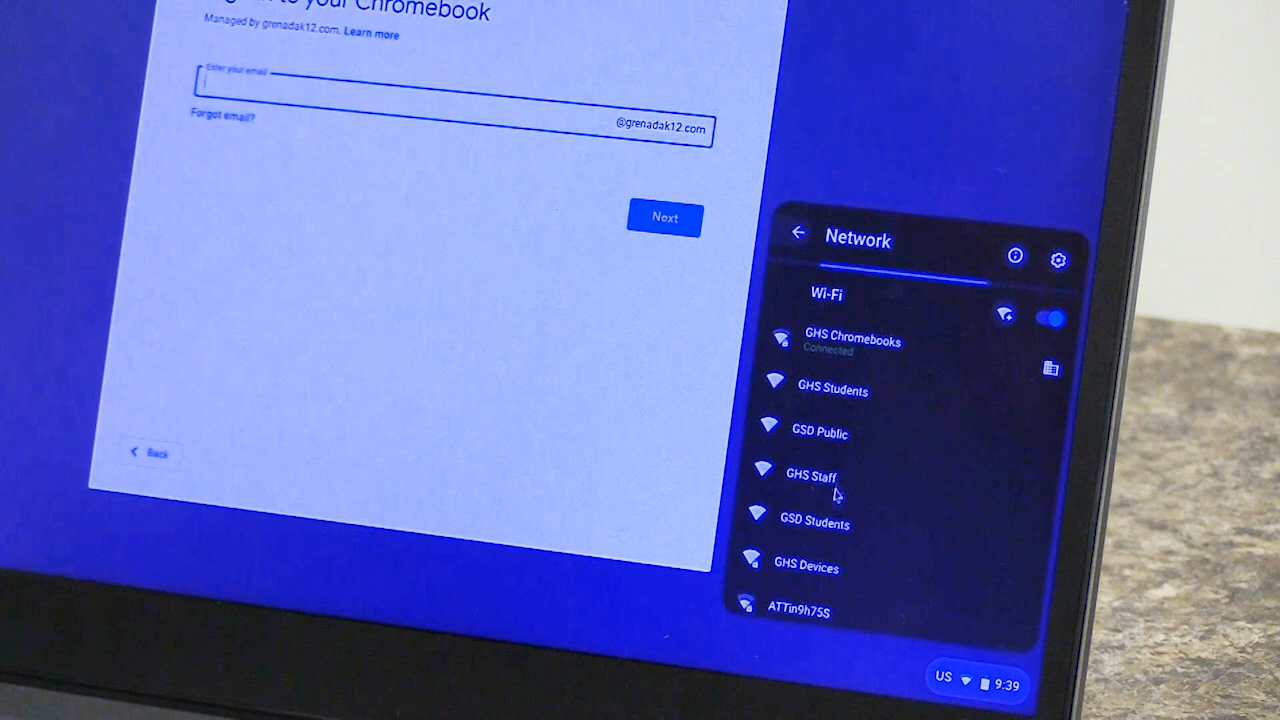 to your Chromebook
Managed by grenadak12.com. Learn more
Enter your email
@grenadak12.com
Forgot email?
Next
Back
Network
Wi-Fi
GHS Chromebooks
Connected
GHS Students
GSD Public
GHS Staff
GSD Students
GHS Devices
ATTin9h75S
US 9:39